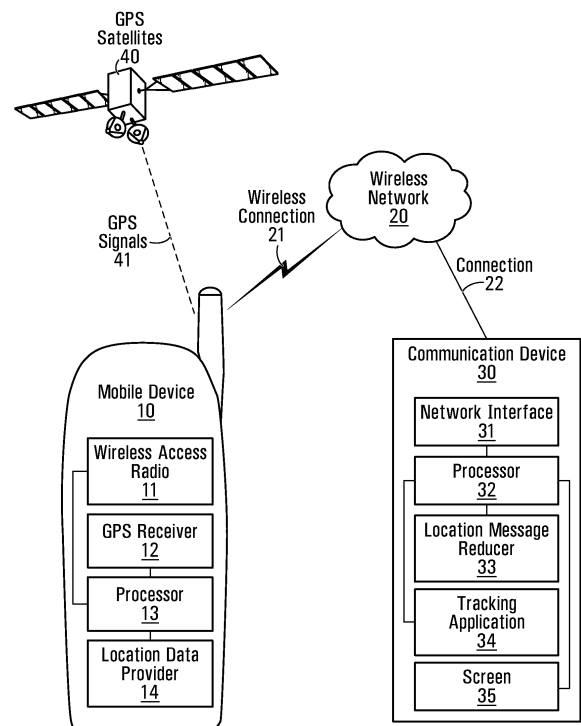 GPS
Satellites
40
GPS
Signals
41
Wireless
Connection
21
Wireless
Network
20
Connection
22
Mobile Device
10
Wireless Access
Radio
11
GPS Receiver
12
Processor
13
Location Data
Provider
14
Communication Device
30
Network Interface
31
Processor
32
Location Message
Reducer
33
Tracking
Application
34
Screen
35